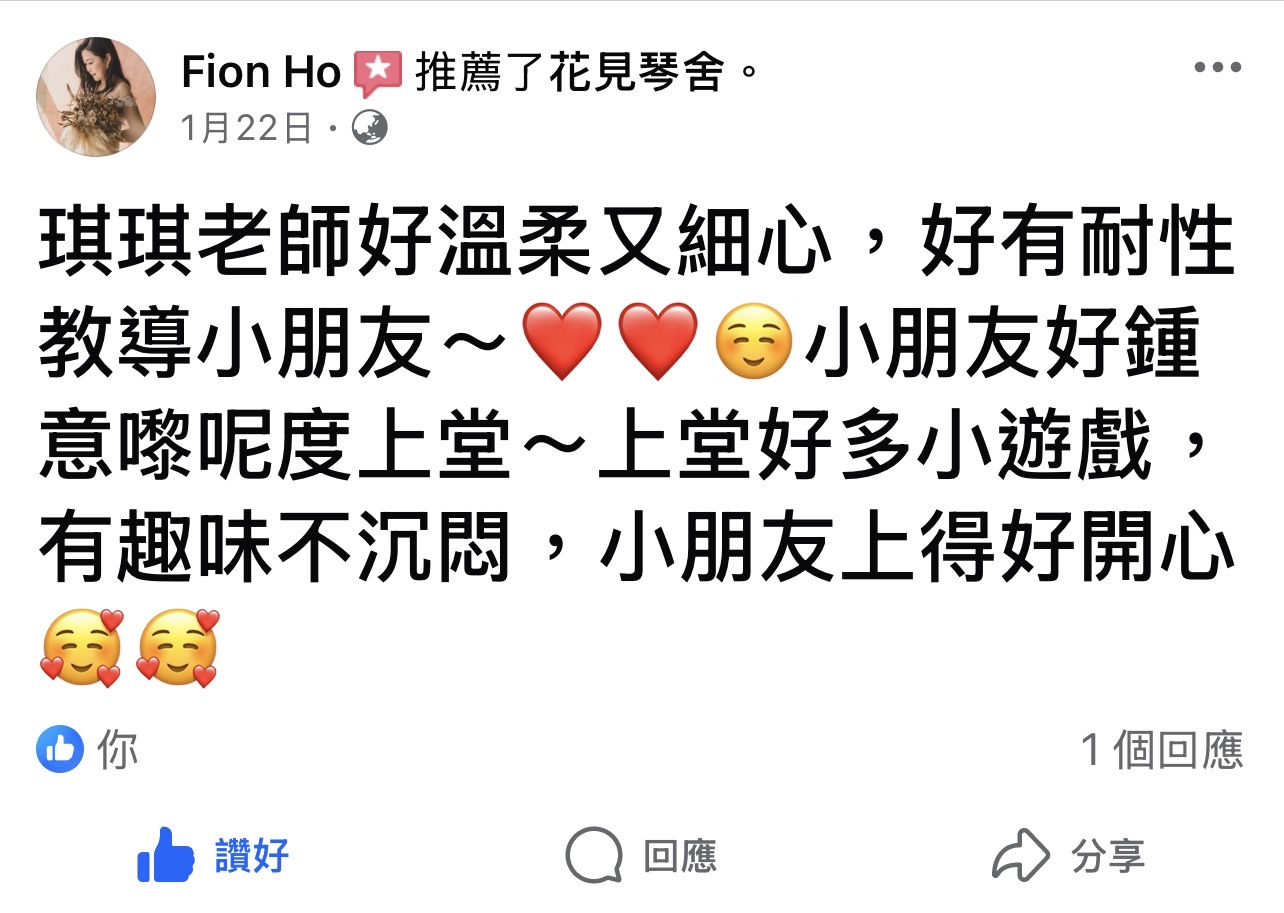 Fion Ho 推薦了花見琴舍。
1月22日 ·
琪琪老師好溫柔又細心，好有耐性
教導小朋友～❤️❤️☺️小朋友好鍾
意嚟呢度上堂～上堂好多小遊戲，
有趣味不沉悶，小朋友上得好開心
🥰🥰
你 1 個回應
讚好 回應 分享